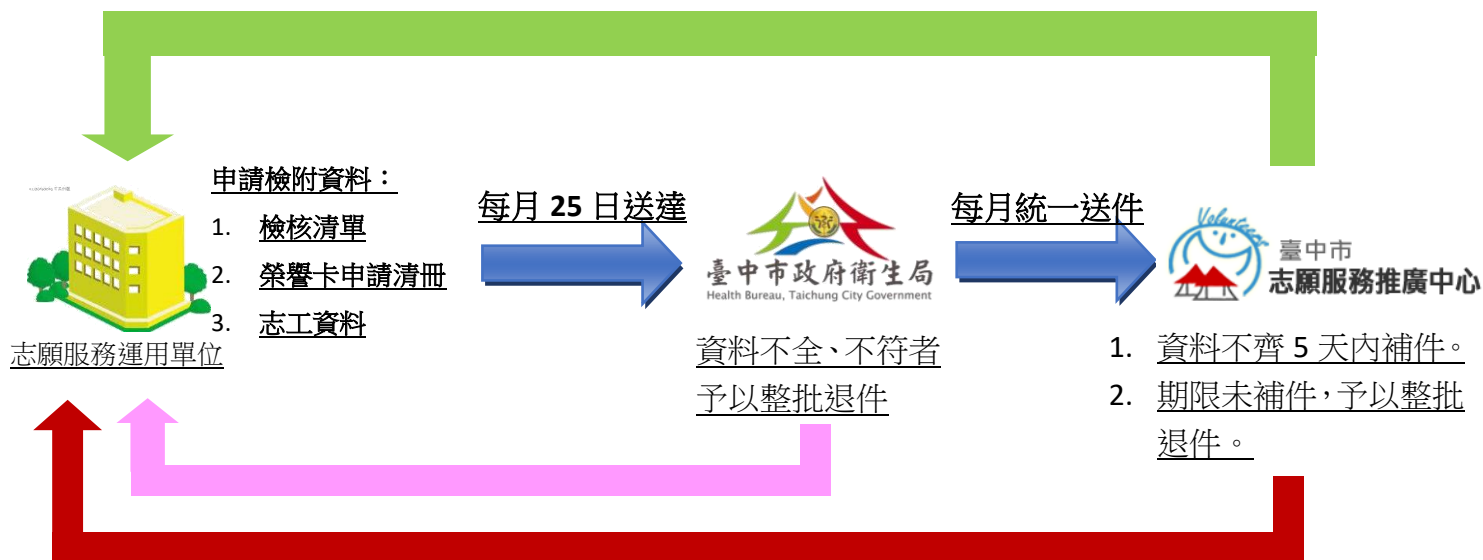 申請檢附資料：
1. 檢核清單
2. 榮譽卡申請清冊
3. 志工資料
志願服務運用單位
每月 25 日送達
臺中市政府衛生局
Health Bureau, Taichung City Government
資料不全、不符者
予以整批退件
每月統一送件
Volunteer
臺中市
志願服務推廣中心
1. 資料不齊 5 天內補件。
2. 期限未補件，予以整批
退件。